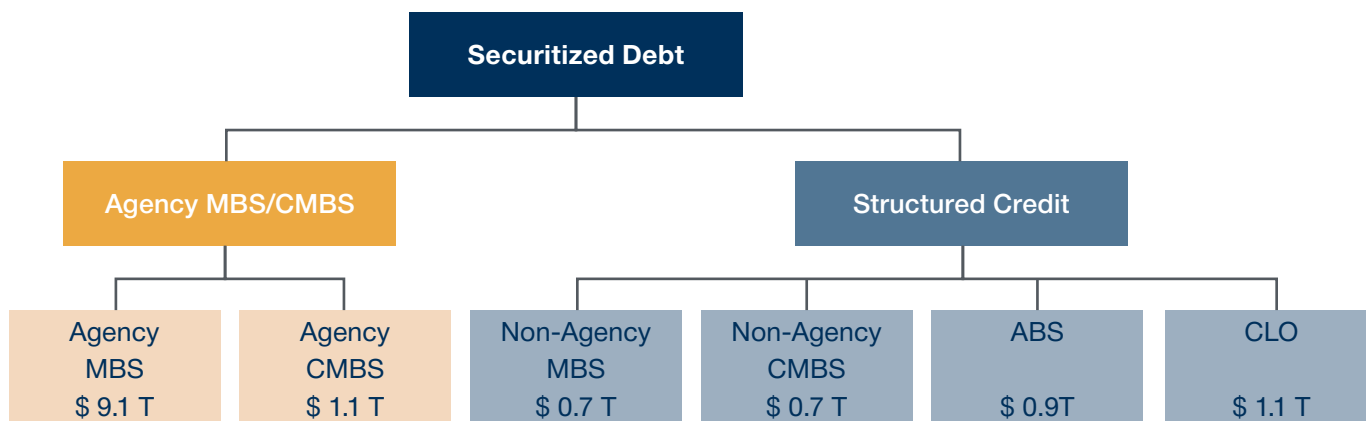 Securitized Debt
Agency MBS/CMBS
Structured Credit
Agency
MBS
$ 9.1 T
Agency
CMBS
$ 1.1 T
Non-Agency
MBS
$ 0.7 T
Non-Agency
CMBS
$ 0.7 T
ABS
$ 0.9T
CLO
$ 1.1 T